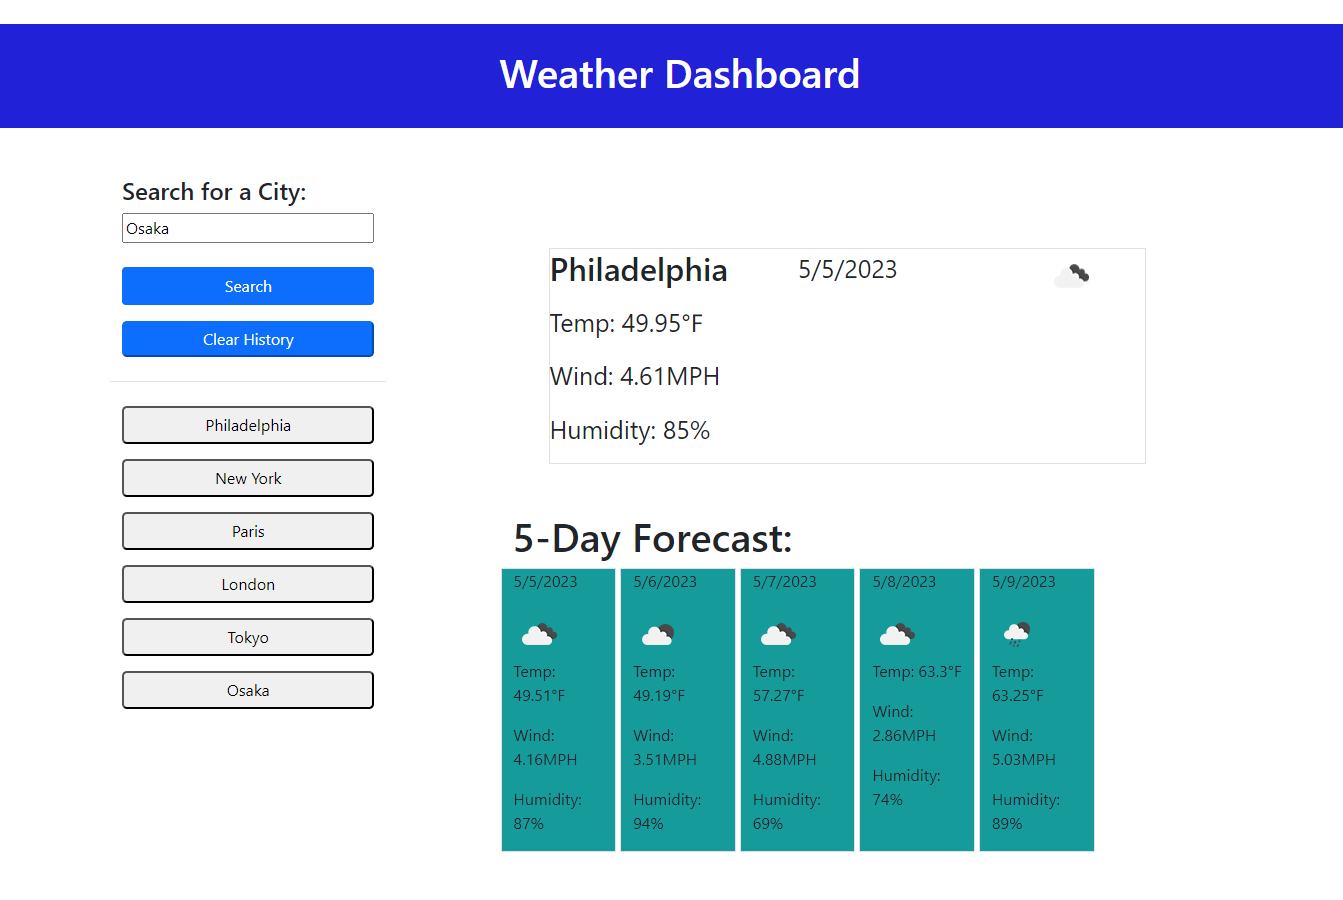 Weather Dashboard
Search for a City:
Osaka
Search
Clear History
Philadelphia
New York
Paris
London
Tokyo
Osaka
Philadelphia 5/5/2023
Temp: 49.95°F
Wind: 4.61MPH
Humidity: 85%
5-Day Forecast:
5/5/2023
Temp:
49.51°F
Wind:
4.16MPH
Humidity:
87%
5/6/2023
Temp:
49.19°F
Wind:
3.51MPH
Humidity:
94%
5/7/2023
Temp:
57.27°F
Wind:
4.88MPH
Humidity:
69%
5/8/2023
Temp: 63.3°F
Wind:
2.86MPH
Humidity:
74%
5/9/2023
Temp:
63.25°F
Wind:
5.03MPH
Humidity:
89%